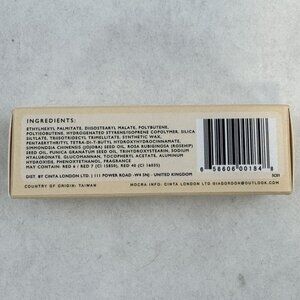 INGREDIENTS:
ETHYLHEXYL PALMITATE, DIISOSTEARYL MALATE, POLYBUTENE,
POLYISOBUTENE, HYDROGENATED STYRENE/ISOPRENE COPOLYMER, SILICA
SILYLATE, TRIISOTRIDECYL TRIMELLITATE, SYNTHETIC WAX,
PENTAERYTHRITYL TETRA-DI-T-BUTYL HYDROXYHYDROCINNAMATE,
SIMMONDSIA CHINENSIS (JOJOBA) SEED OIL, ROSA RUBIGINOSA (ROSEHIP)
SEED OIL, PUNICA GRANATUM SEED OIL, TRIHYDROXYSTEARIN, SODIUM
HYALURONATE, GLUCOMANNAN, TOCOPHERYL ACETATE, ALUMINUM
HYDROXIDE, PHENOXYETHANOL, FRAGRANCE
MAY CONTAIN: RED 6 / RED 7 (CI 15850), RED 40 (CI 16035)
DIST. BY CINTA LONDON LTD. | 111 POWER ROAD - W4 5NJ - UNITED KINGDOM
COUNTRY OF ORIGIN: TAIWAN
MOCRA INFO: CINTA LONDON LTD
58606 00184